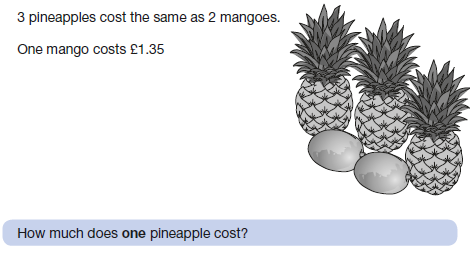 3 pineapples cost the same as 2 mangoes.
One mango costs £1.35
How much does one pineapple cost?